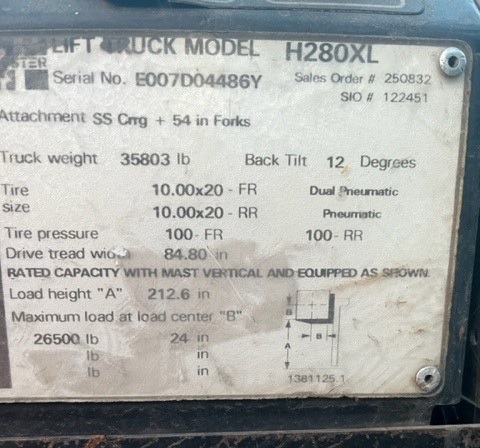 LIFT TRUCK MODEL H280XL
Serial No. E007D04486Y Sales Order # 250832
SIO # 122451
Attachment SS Crrg + 54 in Forks
Truck weight 35803 lb Back Tilt 12 Degrees
Tire 10.00x20 - FR Dual Pneumatic
size 10.00x20 - RR Pneumatic
Tire pressure 100 - FR 100 - RR
Drive tread width 84.80 in
RATED CAPACITY WITH MAST VERTICAL AND EQUIPPED AS SHOWN.
Load height "A" 212.6 in
Maximum load at load center "B"
26500 lb 24 in
lb in
lb in
B
B
A
1381125.1